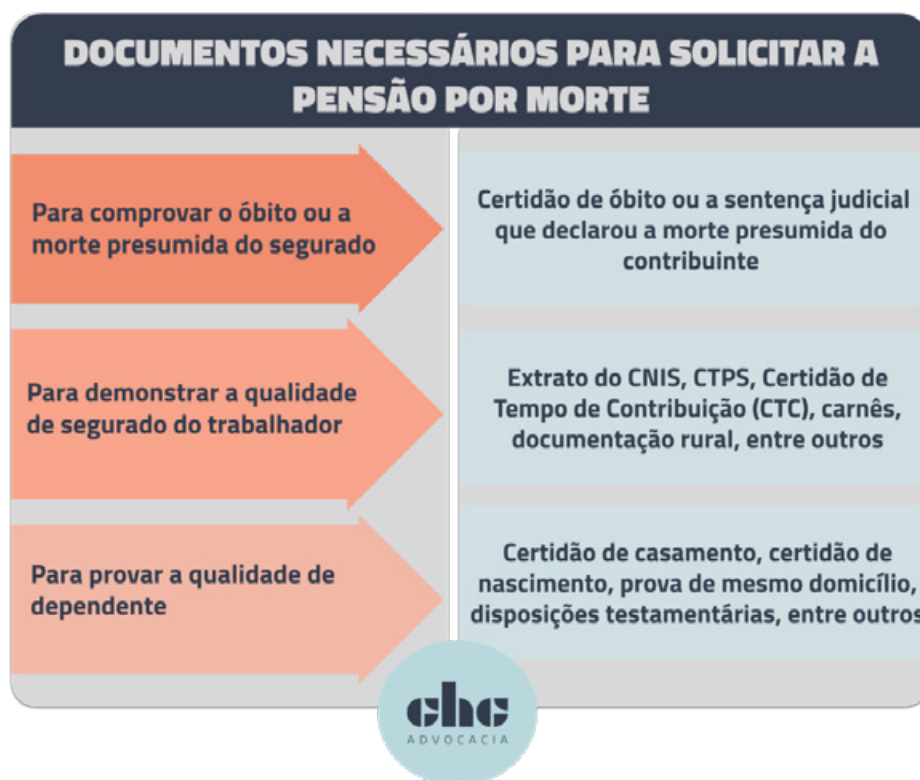 DOCUMENTOS NECESSÁRIOS PARA SOLICITAR A
PENSÃO POR MORTE
Para comprovar o óbito ou a
morte presumida do segurado
Certidão de óbito ou a sentença judicial
que declarou a morte presumida do
contribuinte
Para demonstrar a qualidade
de segurado do trabalhador
Extrato do CNIS, CTPS, Certidão de
Tempo de Contribuição (CTC), carnês,
documentação rural, entre outros
Para provar a qualidade de
dependente
Certidão de casamento, certidão de
nascimento, prova de mesmo domicílio,
disposições testamentárias, entre outros
chc
ADVOCACIA